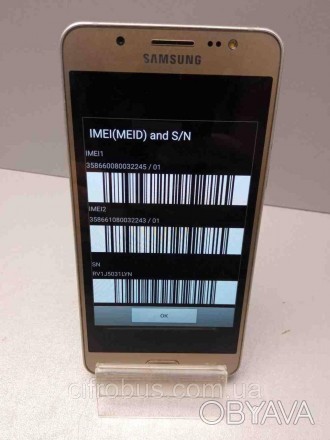 SAMSUNG
IMEI(MEID) and S/N
IMEI1
358660080032245 / 01
IMEI2
358661080032243 / 01
SN
RV1J5031LYN
OK
cifrobus.com.ua
OBYAVA